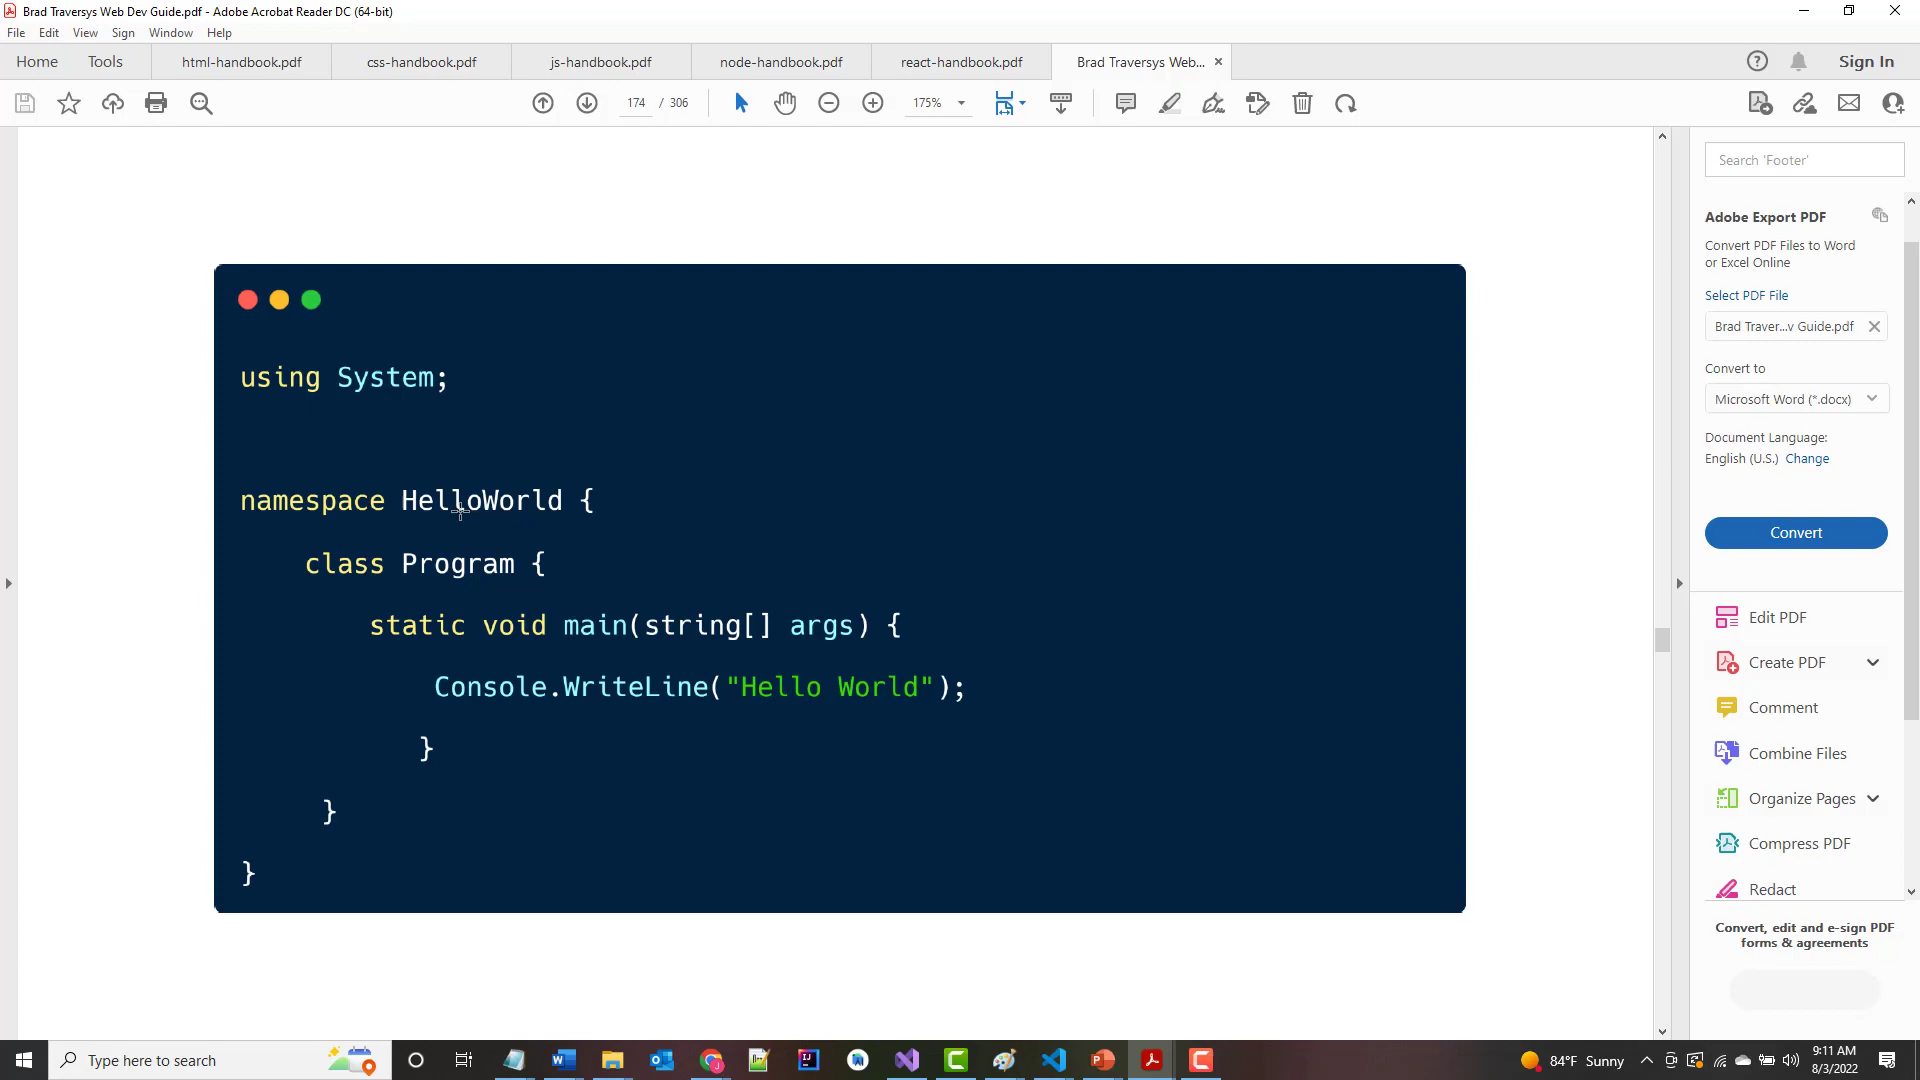 Brad Traversys Web Dev Guide.pdf - Adobe Acrobat Reader DC (64-bit)
File Edit View Sign Window Help
Home Tools html-handbook.pdf css-handbook.pdf js-handbook.pdf node-handbook.pdf react-handbook.pdf Brad Traversys Web... Sign In
174 / 306 175%
using System;
namespace HelloWorld {
class Program {
static void main(string[] args) {
Console.WriteLine("Hello World");
}
}
}
Search 'Footer'
Adobe Export PDF
Convert PDF Files to Word
or Excel Online
Select PDF File
Brad Traver...v Guide.pdf
Convert to
Microsoft Word (*.docx)
Document Language:
English (U.S.) Change
Convert
Edit PDF
Create PDF
Comment
Combine Files
Organize Pages
Compress PDF
Redact
Convert, edit and e-sign PDF
forms & agreements
Type here to search
84°F Sunny
9:11 AM
8/3/2022